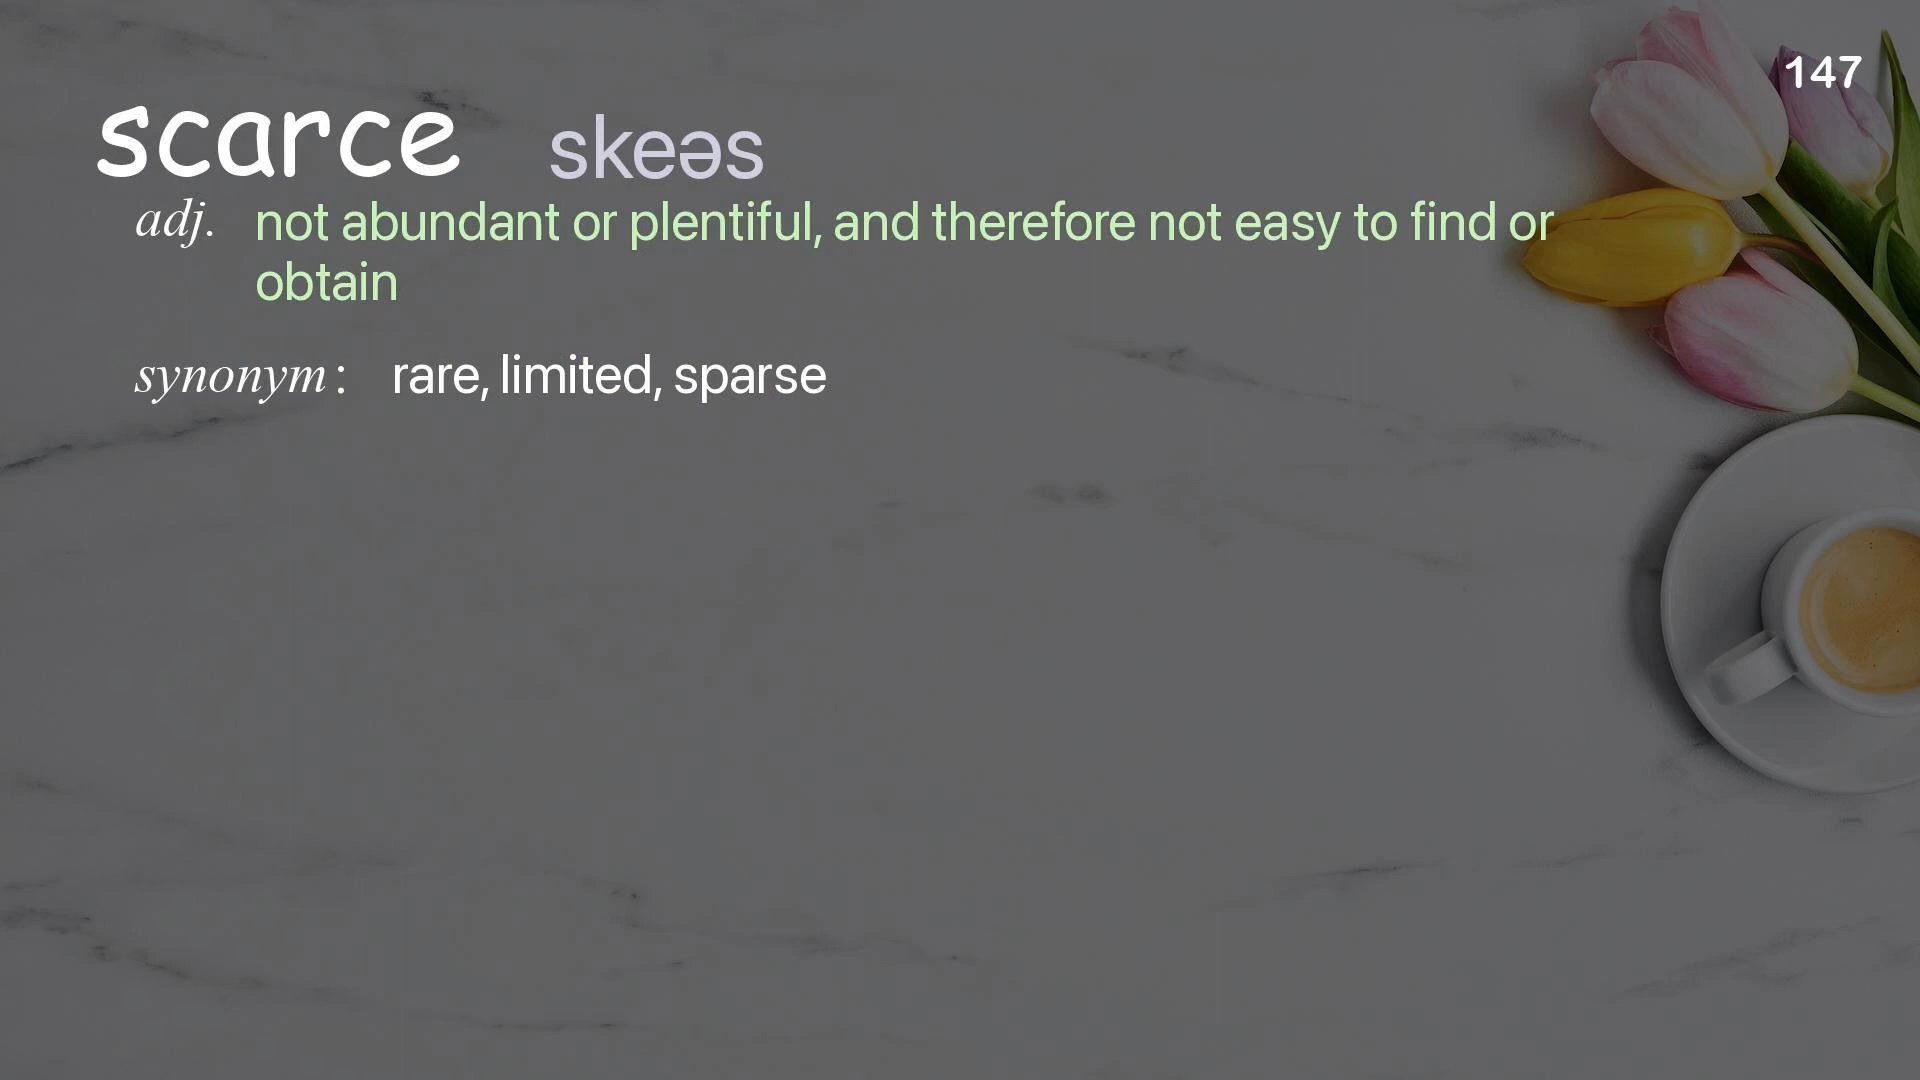 147
scarce skeəs
adj. not abundant or plentiful, and therefore not easy to find or
obtain
synonym: rare, limited, sparse